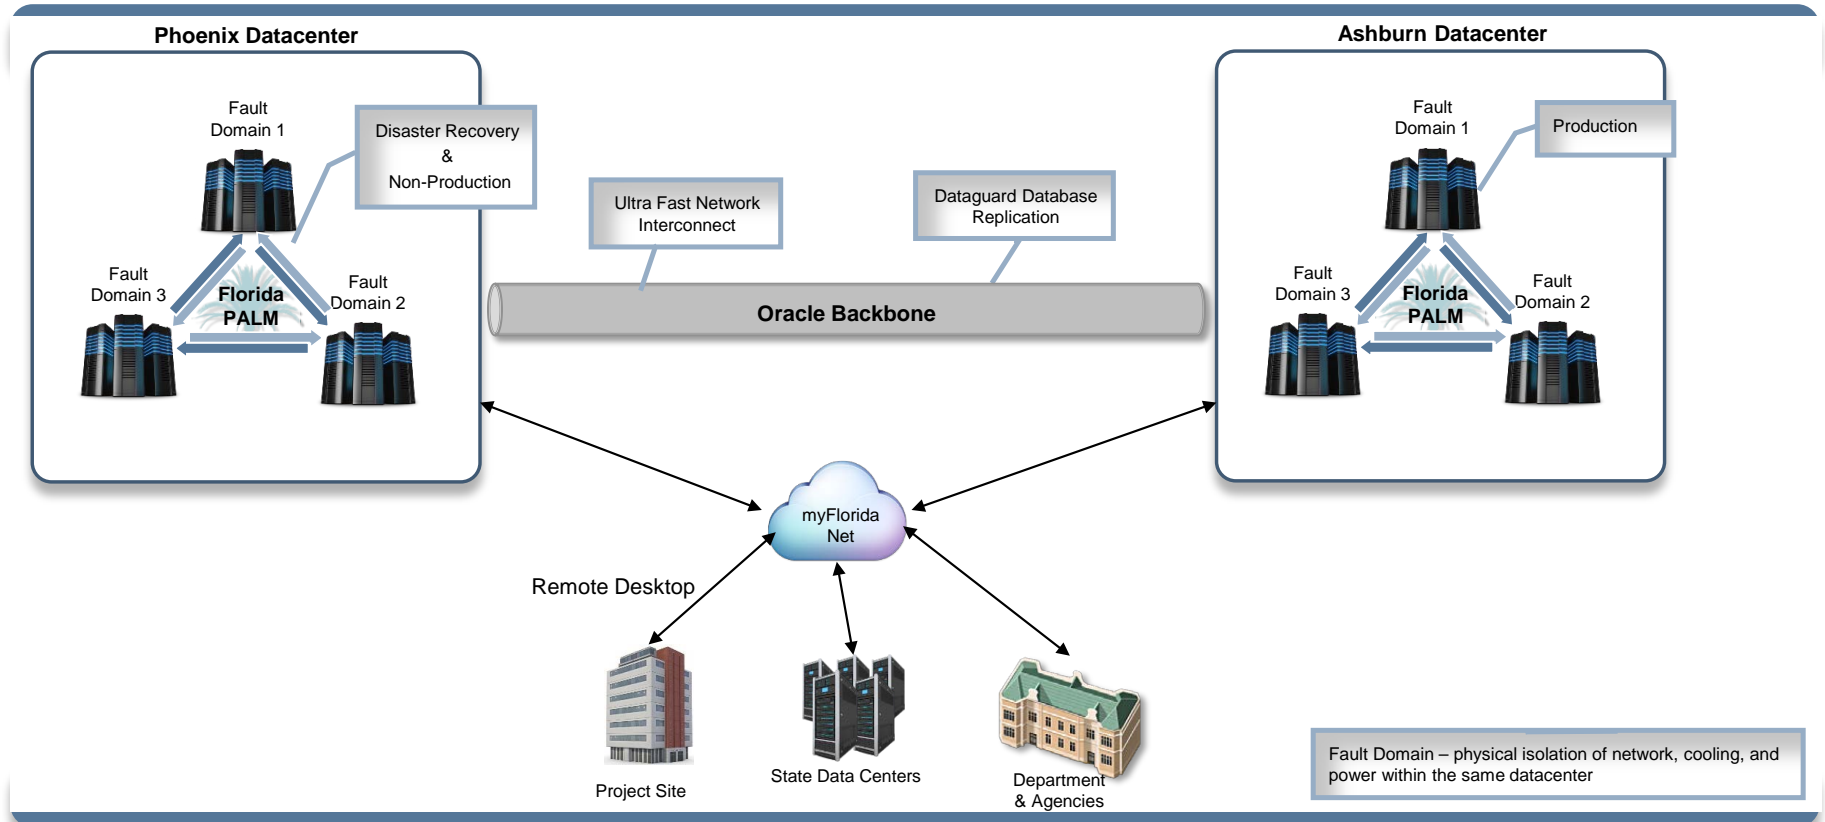 Phoenix Datacenter
Ashburn Datacenter
Fault
Domain 1
Disaster Recovery
&
Non-Production
Fault
Domain 3
Florida
PALM
Fault
Domain 2
Ultra Fast Network
Interconnect
Dataguard Database
Replication
Oracle Backbone
Fault
Domain 1
Production
Fault
Domain 3
Florida
PALM
Fault
Domain 2
myFlorida
Net
Remote Desktop
Project Site
State Data Centers
Department
& Agencies
Fault Domain – physical isolation of network, cooling, and
power within the same datacenter